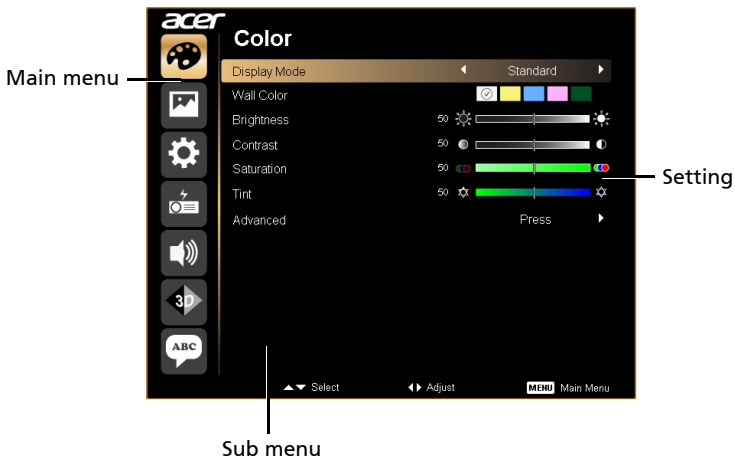 acer
Color
Main menu
Display Mode Standard
Wall Color
Brightness 50
Contrast 50
Saturation 50
Setting
Tint 50
Advanced Press
3D
ABC
Select Adjust MENU Main Menu
Sub menu